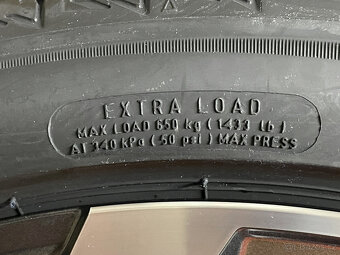 EXTRA LOAD
MAX LOAD 650 kg ( 1433 lb )
AT 340 kPa ( 50 psi ) MAX PRESS